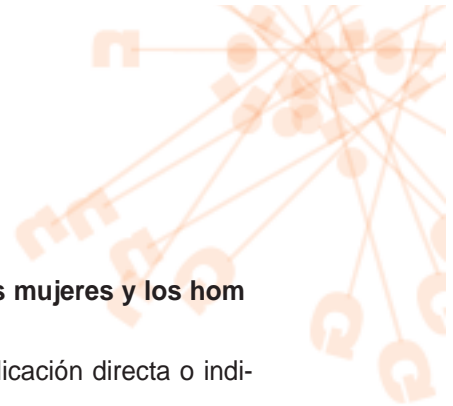 s mujeres y los hom
licación directa o indi-